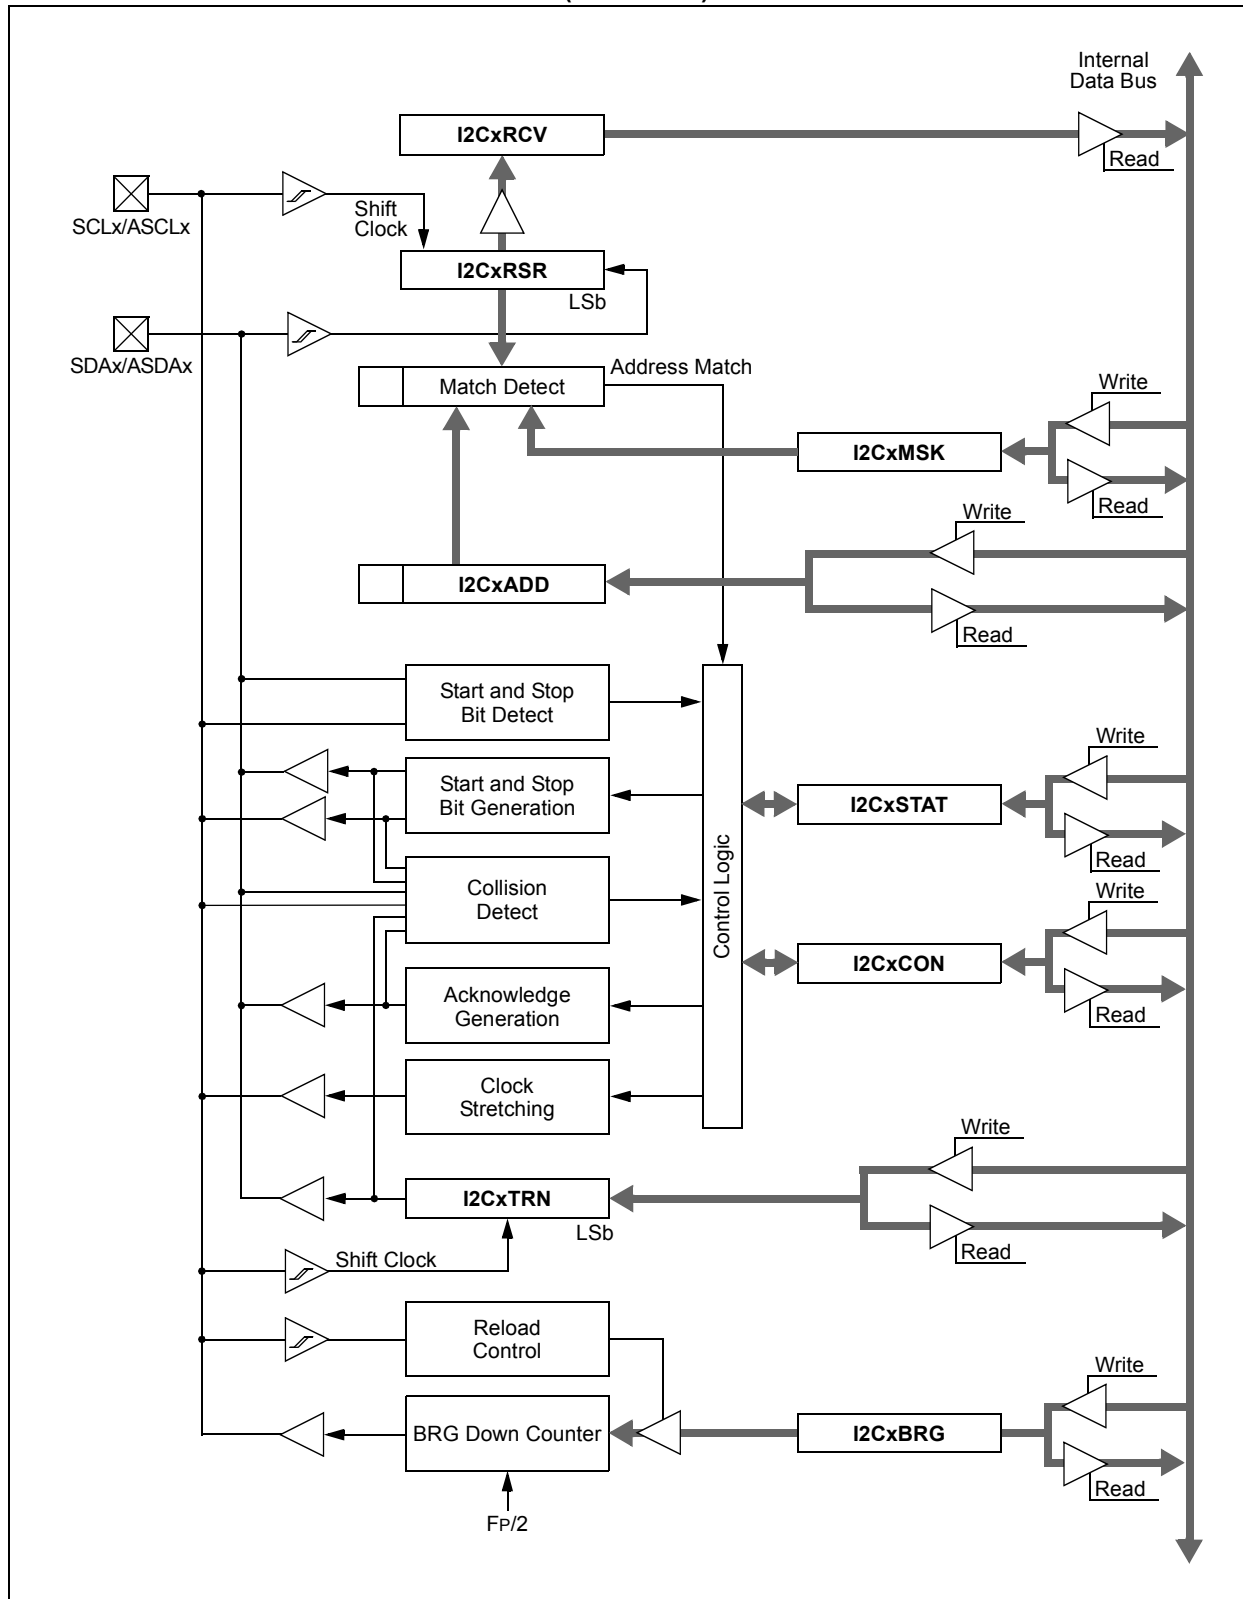 Internal
Data Bus
I2CxRCV
Read
SCLx/ASCLx
Shift
Clock
I2CxRSR
LSb
SDAx/ASDAx
Address Match
Match Detect
Write
I2CxMSK
Read
Write
I2CxADD
Read
Start and Stop
Bit Detect
Write
Start and Stop
Bit Generation
I2CxSTAT
Read
Control Logic
Write
Collision
Detect
I2CxCON
Read
Acknowledge
Generation
Clock
Stretching
Write
I2CxTRN
LSb
Read
Shift Clock
Reload
Control
Write
BRG Down Counter
I2CxBRG
Read
FP/2